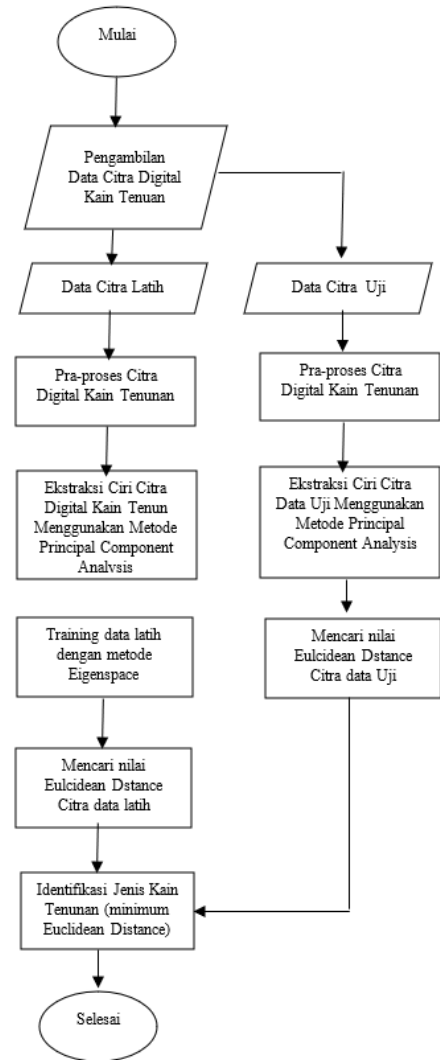 Mulai
Pengambilan
Data Citra Digital
Kain Tenuan
Data Citra Latih
Data Citra Uji
Pra-proses Citra
Digital Kain Tenunan
Pra-proses Citra
Digital Kain Tenunan
Ekstraksi Ciri Citra
Digital Kain Tenun
Menggunakan Metode
Principal Component
Analysis
Ekstraksi Ciri Citra
Data Uji Menggunakan
Metode Principal
Component Analysis
Training data latih
dengan metode
Eigenspace
Mencari nilai
Eulcidean Dstance
Citra data Uji
Mencari nilai
Eulcidean Dstance
Citra data latih
Identifikasi Jenis Kain
Tenunan (minimum
Euclidean Distance)
Selesai